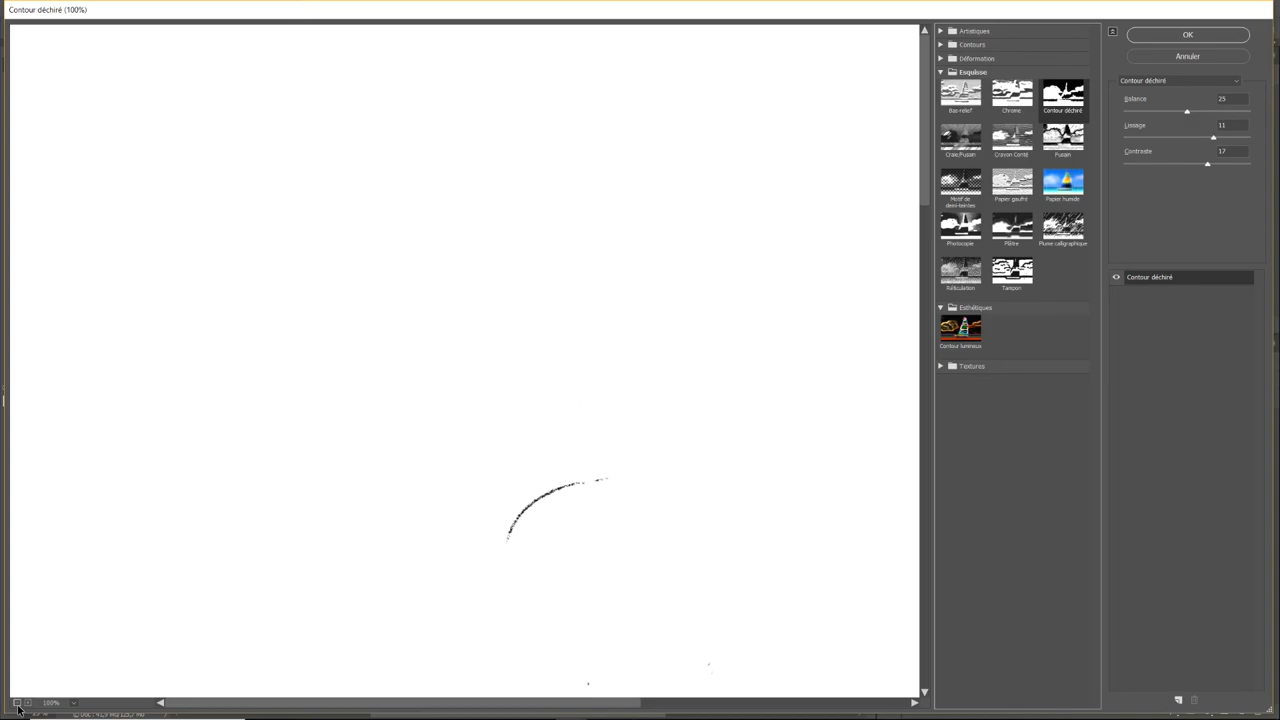 Contour déchiré (100%)
Artistiques
Contours
Déformation
Esquisse
Bas-relief
Chrome
Contour déchiré
Craie/Fusain
Crayon Conté
Fusain
Motif de
demi-teintes
Papier gaufré
Papier humide
Photocopie
Plâtre
Plume calligraphique
Réticulation
Tampon
Esthétiques
Contour lumineux
Textures
OK
Annuler
Contour déchiré
Balance 25
Lissage 11
Contraste 17
Contour déchiré
100%